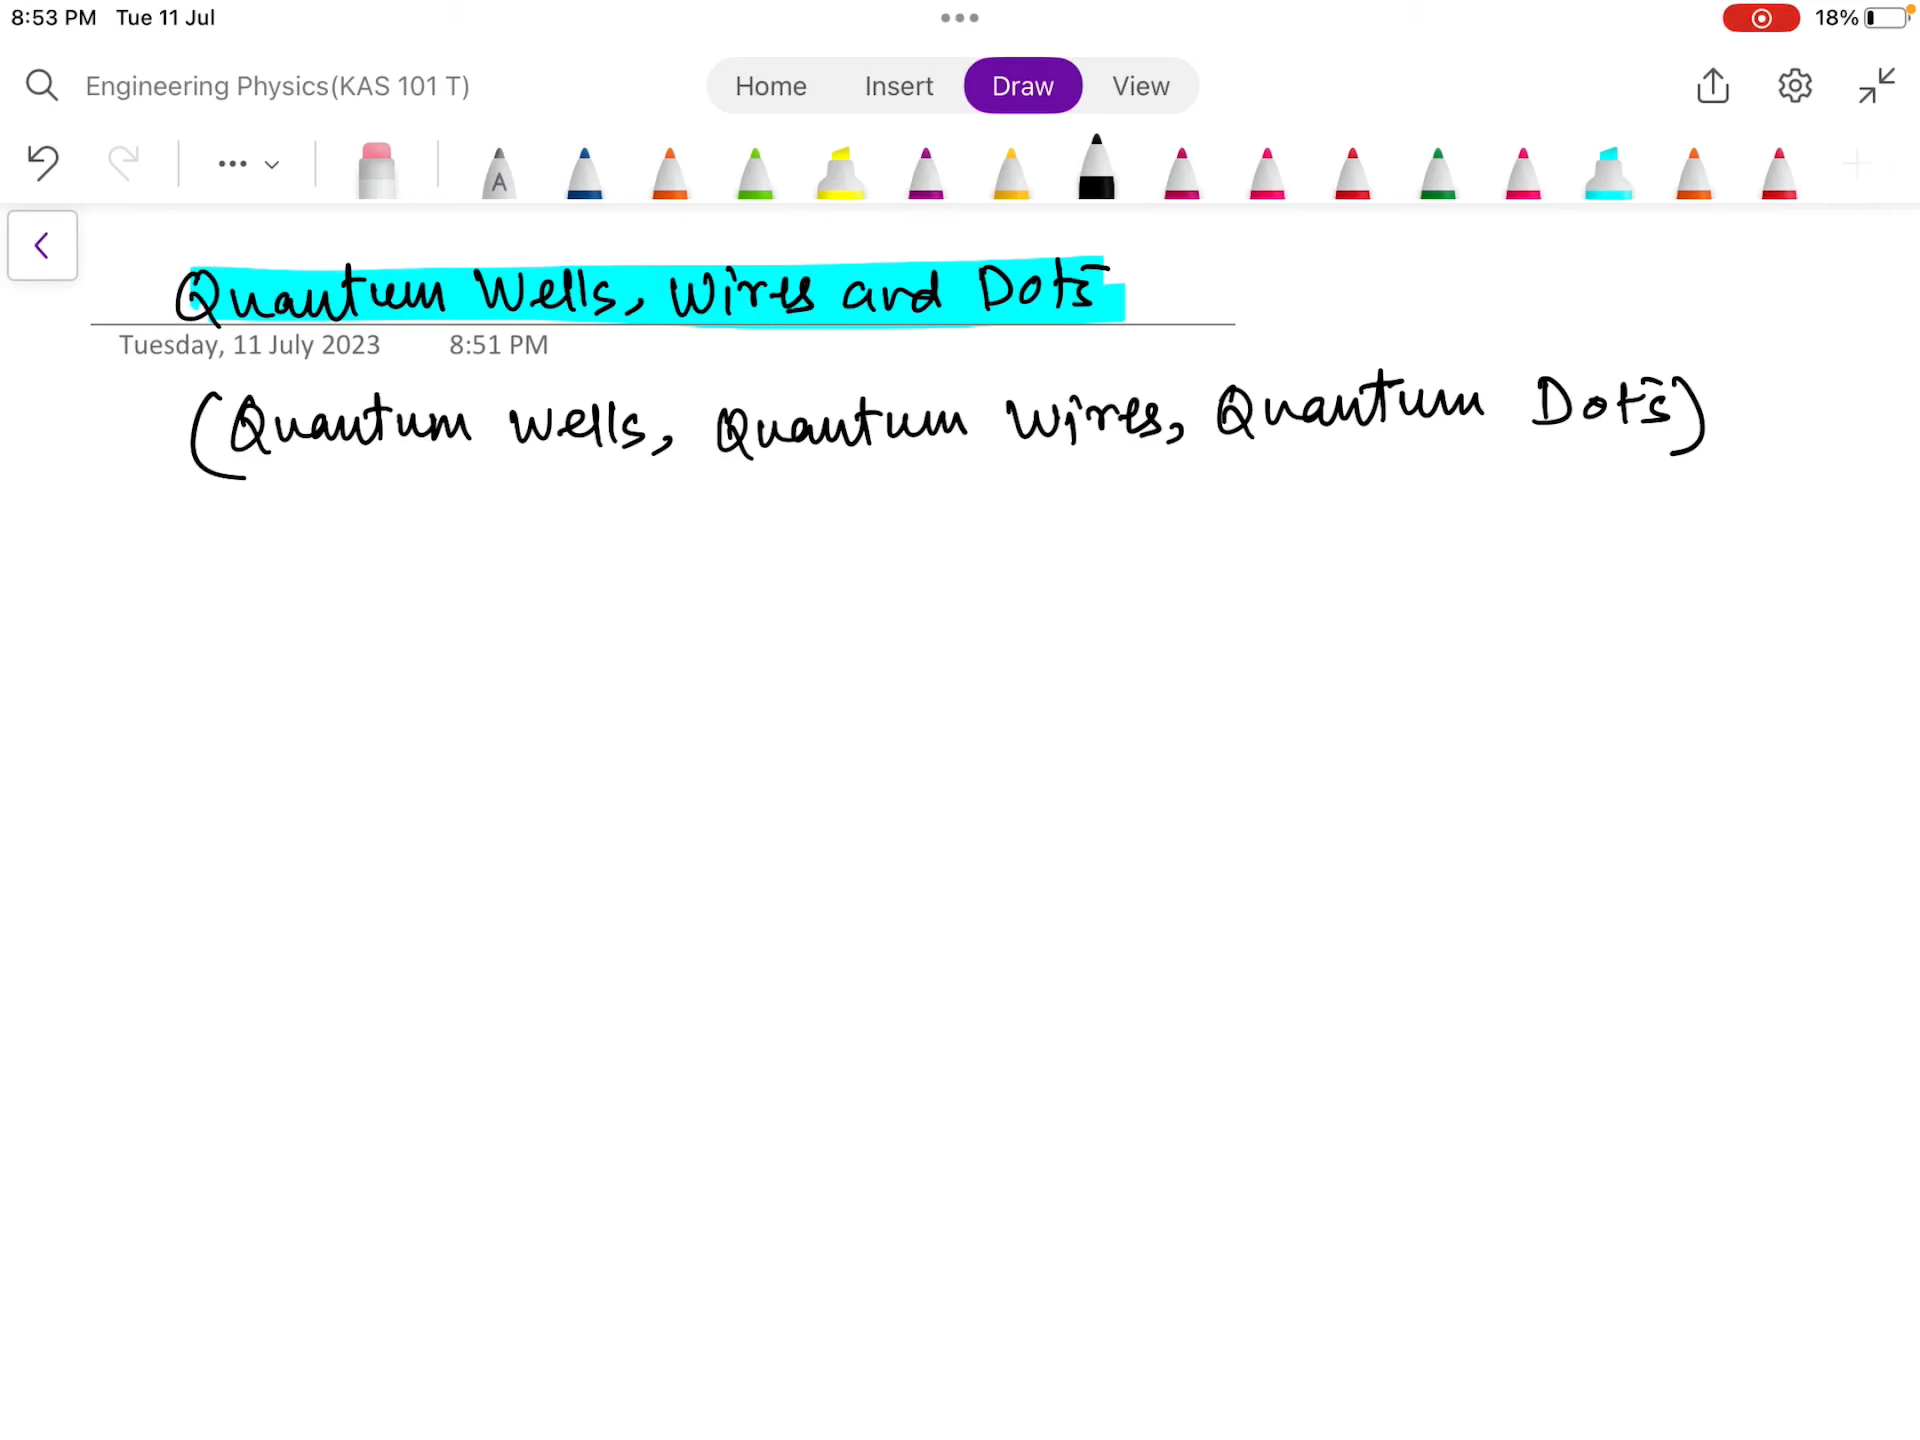 8:53 PM Tue 11 Jul 18%
Engineering Physics(KAS 101 T) Home Insert Draw View
A
Quantum Wells, Wires and Dots
Tuesday, 11 July 2023 8:51 PM
(Quantum Wells, Quantum Wires, Quantum Dots)